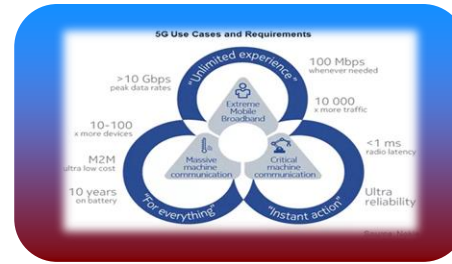 5G Use Cases and Requirements
"Unlimited experience"
>10 Gbps
peak data rates
100 Mbps
whenever needed
Extreme
Mobile
Broadband
10-100
x more devices
10 000
x more traffic
M2M
ultra low cost
Massive
machine
communication
Critical
machine
communication
<1 ms
radio latency
10 years
on battery
"For everything"
"Instant action"
Ultra
reliability